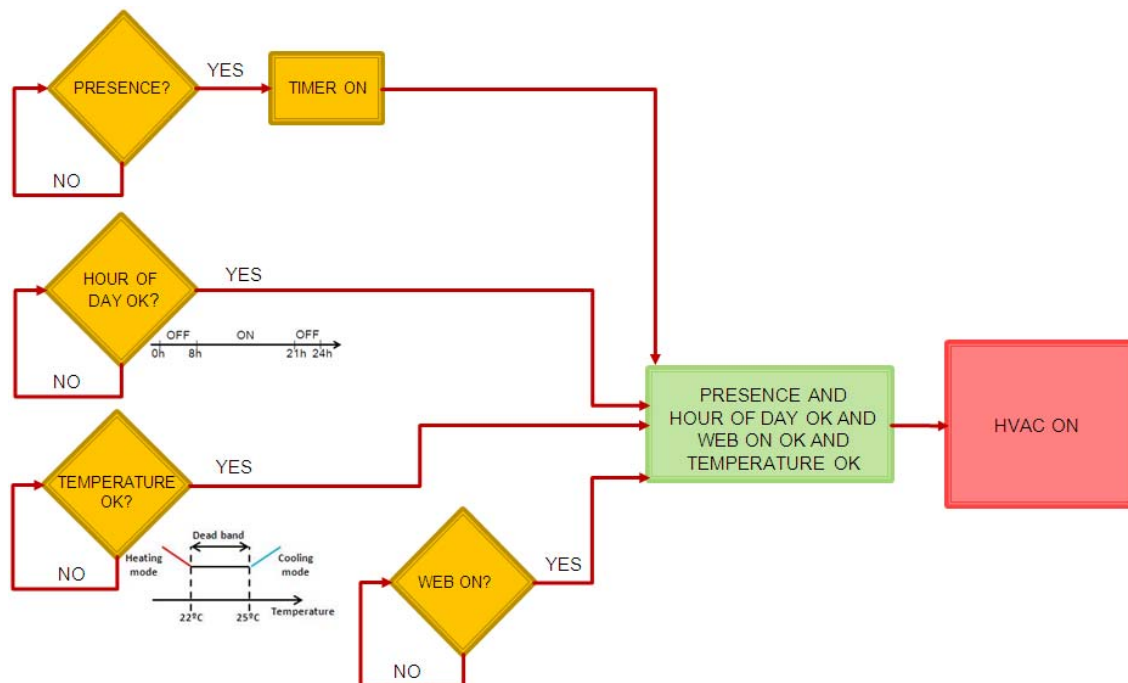 PRESENCE?
YES
TIMER ON
NO
HOUR OF
DAY OK?
YES
OFF ON OFF
0h 8h 21h 24h
NO
PRESENCE AND
HOUR OF DAY OK AND
WEB ON OK AND
TEMPERATURE OK
HVAC ON
TEMPERATURE
OK?
YES
NO
Dead band
Heating
mode
Cooling
mode
Temperature
22ºC 25ºC
WEB ON?
YES
NO